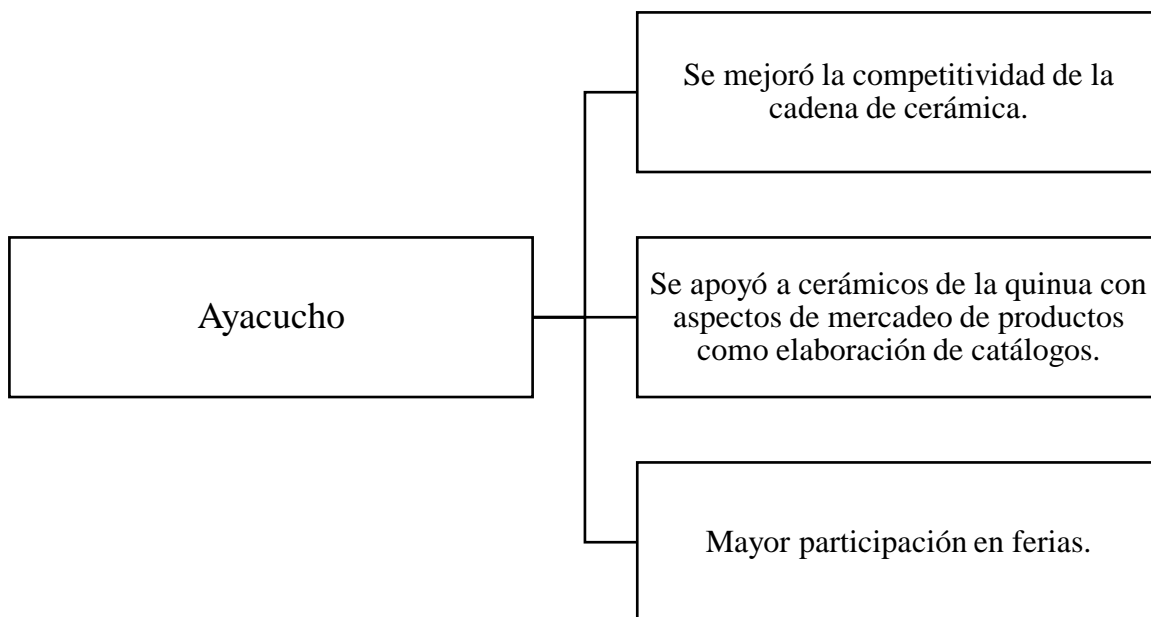 Se mejoró la competitividad de la
cadena de cerámica.
Ayacucho
Se apoyó a cerámicos de la quinua con
aspectos de mercadeo de productos
como elaboración de catálogos.
Mayor participación en ferias.